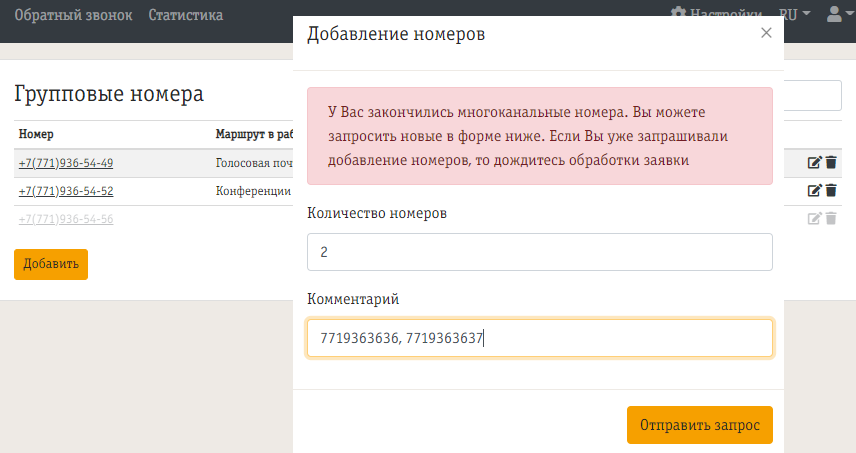 Обратный звонок Статистика Настройки RU
Добавление номеров ×
Групповые номера
У Вас закончились многоканальные номера. Вы можете
запросить новые в форме ниже. Если Вы уже запрашивали
добавление номеров, то дождитесь обработки заявки
Номер Маршрут в раб
+7(771)936-54-49 Голосовая поч
+7(771)936-54-52 Конференции
+7(771)936-54-56
Добавить
Количество номеров
2
Комментарий
7719363636, 7719363637
Отправить запрос